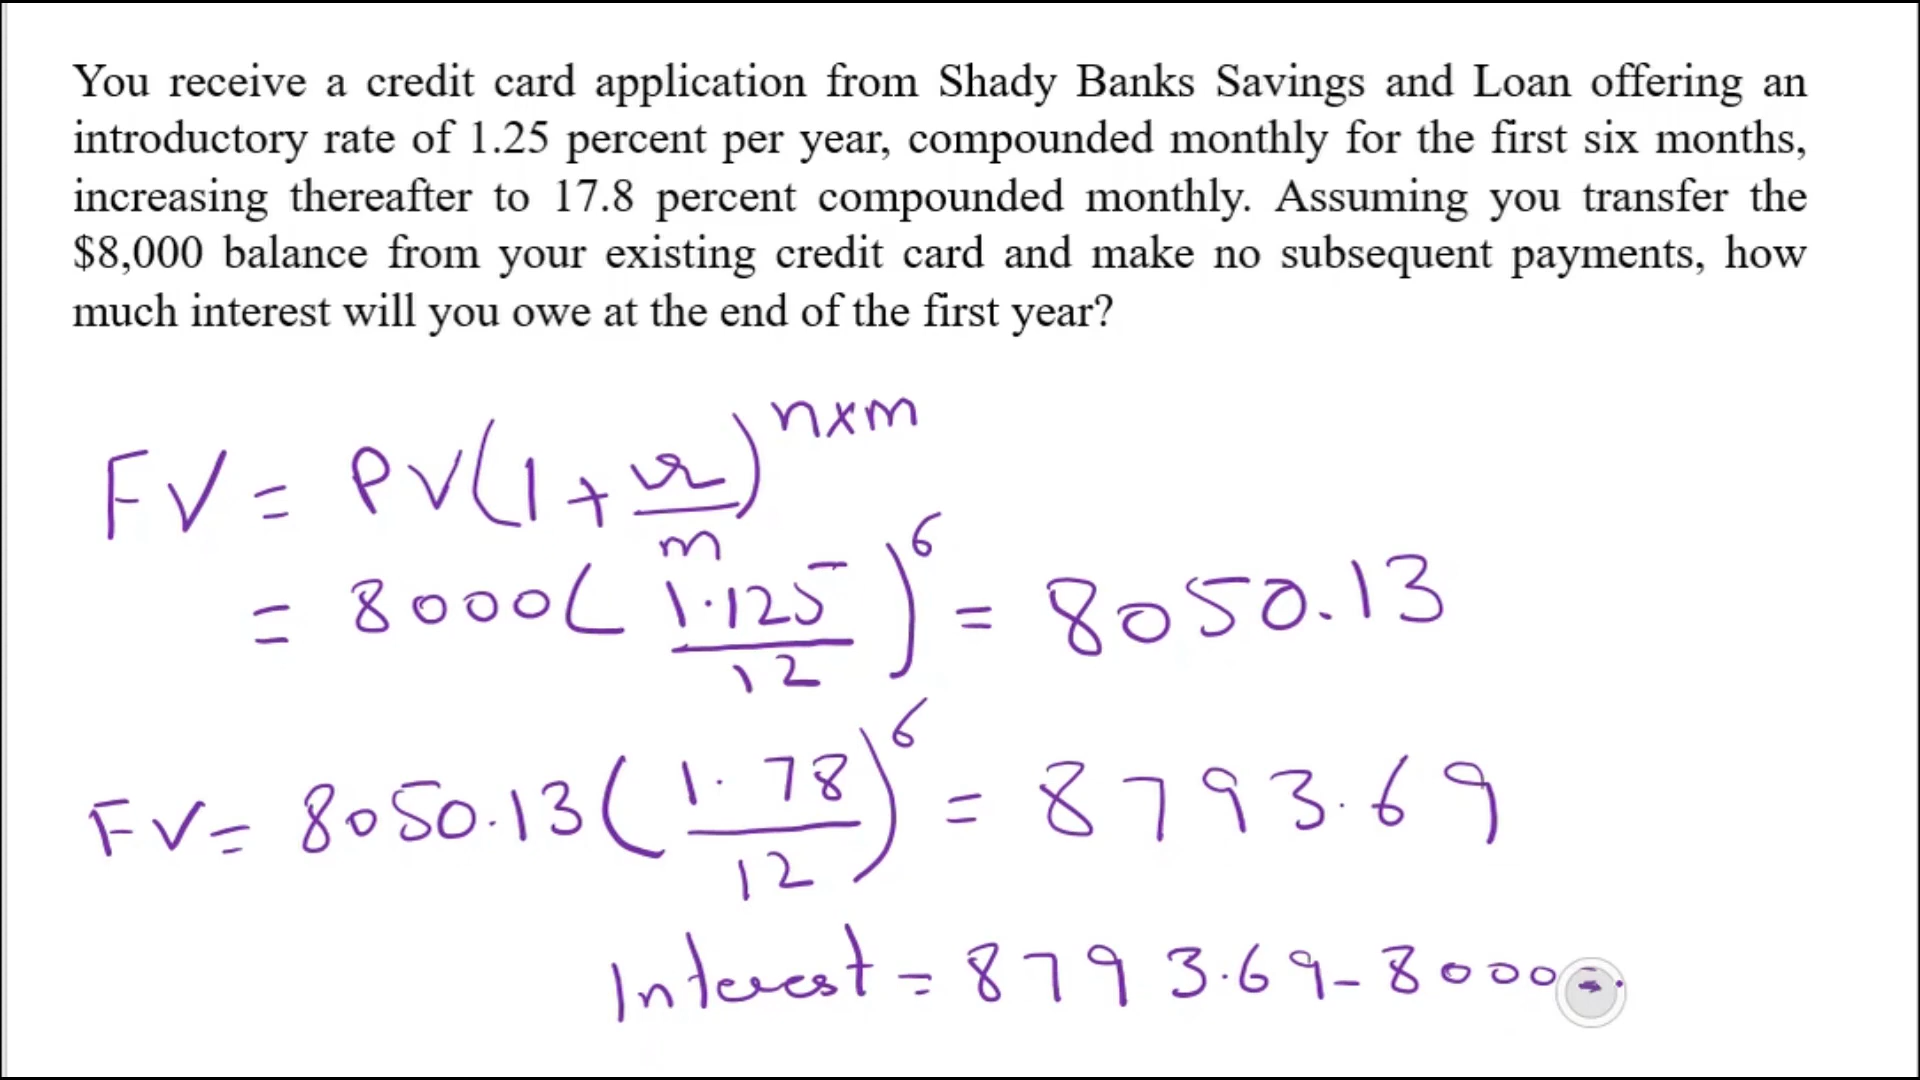 You receive a credit card application from Shady Banks Savings and Loan offering an
introductory rate of 1.25 percent per year, compounded monthly for the first six months,
increasing thereafter to 17.8 percent compounded monthly. Assuming you transfer the
$8,000 balance from your existing credit card and make no subsequent payments, how
much interest will you owe at the end of the first year?
FV = PV(1+r/m)^n×m
= 8000(1.125/12)^6 = 8050.13
FV= 8050.13(1.78/12)^6 = 8793.69
Interest = 8793.69-8000